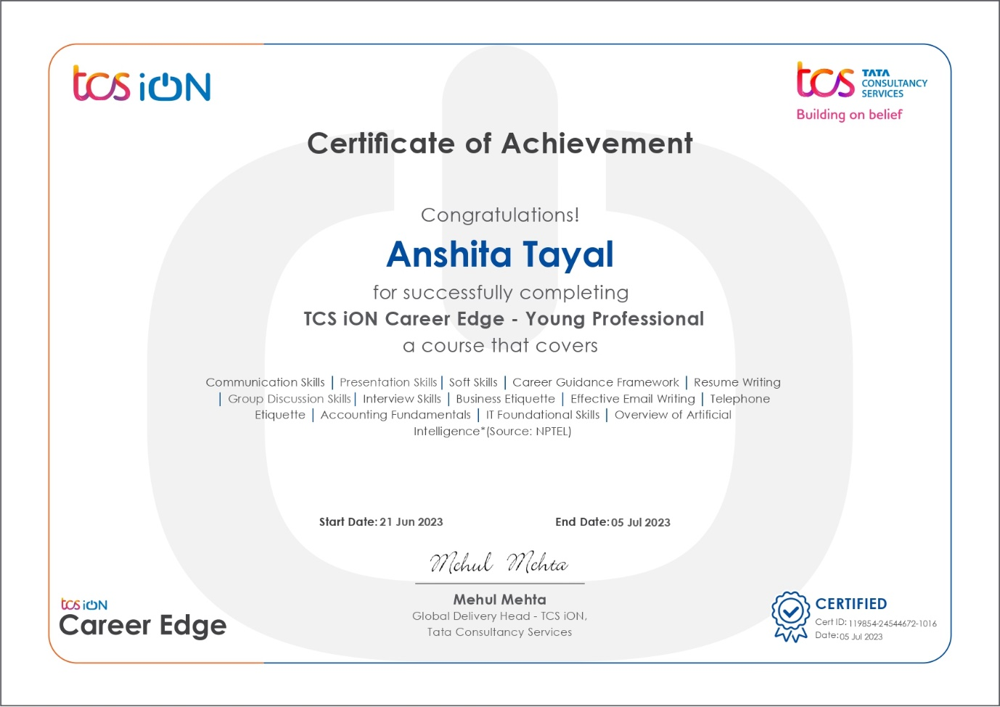 tcs iON
tcs TATA
CONSULTANCY
SERVICES
Building on belief
Certificate of Achievement
Congratulations!
Anshita Tayal
for successfully completing
TCS iON Career Edge - Young Professional
a course that covers
Communication Skills | Presentation Skills | Soft Skills | Career Guidance Framework | Resume Writing
| Group Discussion Skills | Interview Skills | Business Etiquette | Effective Email Writing | Telephone
Etiquette | Accounting Fundamentals | IT Foundational Skills | Overview of Artificial
Intelligence*(Source: NPTEL)
Start Date: 21 Jun 2023 End Date: 05 Jul 2023
Mehul Mehta
Mehul Mehta
Global Delivery Head - TCS iON,
Tata Consultancy Services
tcs iON
Career Edge
CERTIFIED
Cert ID: 119854-24544672-1016
Date: 05 Jul 2023